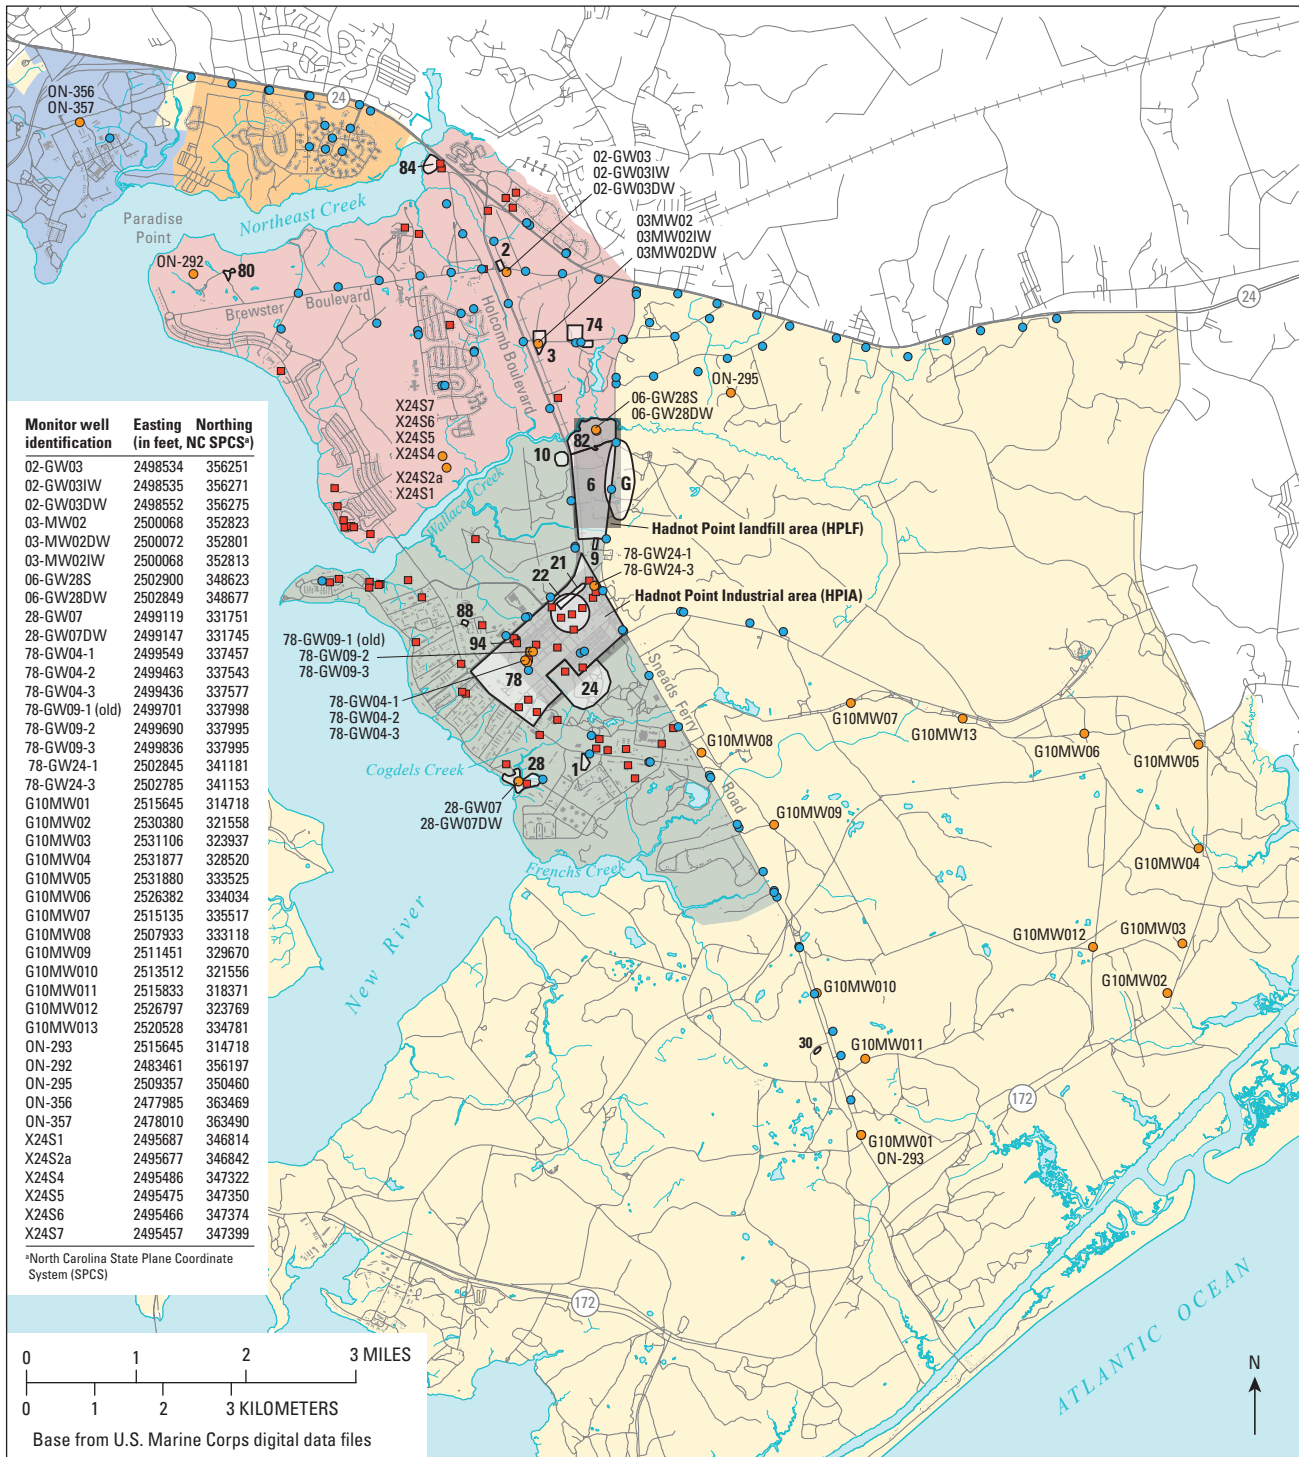 ON-356
ON-357
24
84
02-GW03
02-GW03IW
02-GW03DW
Paradise
Point
Northeast Creek
03MW02
03MW02IW
03MW02DW
2
ON-292
80
24
Brewster Boulevard
Holcomb Boulevard
74
3
ON-295
X24S7
X24S6
X24S5
X24S4
X24S2a
X24S1
06-GW28S
06-GW28DW
82
10
6
G
Wallace Creek
Hadnot Point landfill area (HPLF)
9
78-GW24-1
78-GW24-3
21
22
Hadnot Point Industrial area (HPIA)
88
94
78-GW09-1 (old)
78-GW09-2
78-GW09-3
78
24
78-GW04-1
78-GW04-2
78-GW04-3
Sneads Ferry Road
G10MW07
G10MW13
G10MW08
G10MW06
G10MW05
Cogdels Creek
28
1
28-GW07
28-GW07DW
G10MW09
G10MW04
Frenchs Creek
New River
G10MW012
G10MW03
G10MW02
G10MW010
30
G10MW011
172
G10MW01
ON-293
172
ATLANTIC OCEAN
Monitor well identification Easting Northing (in feet, NC SPCSa)
02-GW03 2498534 356251
02-GW03IW 2498535 356271
02-GW03DW 2498552 356275
03-MW02 2500068 352823
03-MW02DW 2500072 352801
03-MW02IW 2500068 352813
06-GW28S 2502900 348623
06-GW28DW 2502849 348677
28-GW07 2499119 331751
28-GW07DW 2499147 331745
78-GW04-1 2499549 337457
78-GW04-2 2499463 337543
78-GW04-3 2499436 337577
78-GW09-1 (old) 2499701 337998
78-GW09-2 2499690 337995
78-GW09-3 2499836 337995
78-GW24-1 2502845 341181
78-GW24-3 2502785 341153
G10MW01 2515645 314718
G10MW02 2530380 321558
G10MW03 2531106 323937
G10MW04 2531877 328520
G10MW05 2531880 333525
G10MW06 2526382 334034
G10MW07 2515135 335517
G10MW08 2507933 333118
G10MW09 2511451 329670
G10MW010 2513512 321556
G10MW011 2515833 318371
G10MW012 2526797 323769
G10MW013 2520528 334781
ON-293 2515645 314718
ON-292 2483461 356197
ON-295 2509357 350460
ON-356 2477985 363469
ON-357 2478010 363490
X24S1 2495687 346814
X24S2a 2495677 346842
X24S4 2495486 347322
X24S5 2495475 347350
X24S6 2495466 347374
X24S7 2495457 347399
aNorth Carolina State Plane Coordinate
System (SPCS)
0 1 2 3 MILES
0 1 2 3 KILOMETERS
Base from U.S. Marine Corps digital data files
N